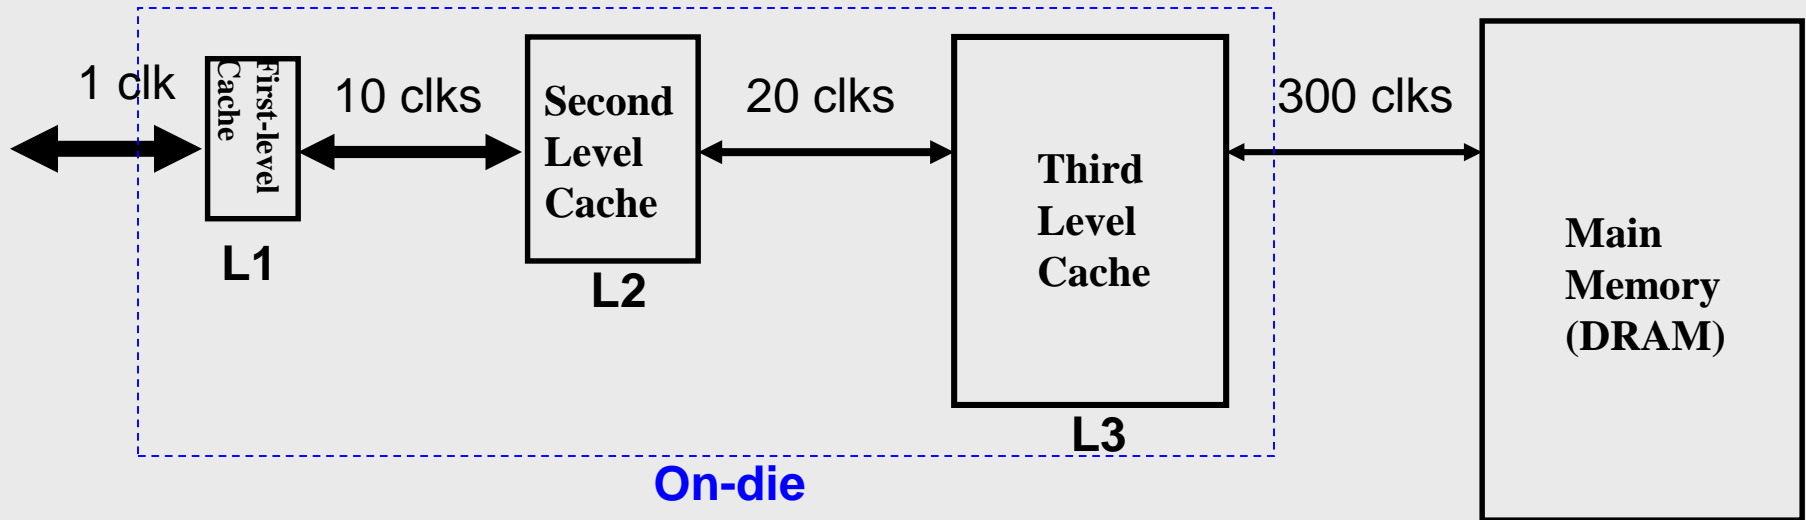 1 clk
First-level
Cache
L1
10 clks
Second
Level
Cache
L2
20 clks
Third
Level
Cache
L3
300 clks
Main
Memory
(DRAM)
On-die